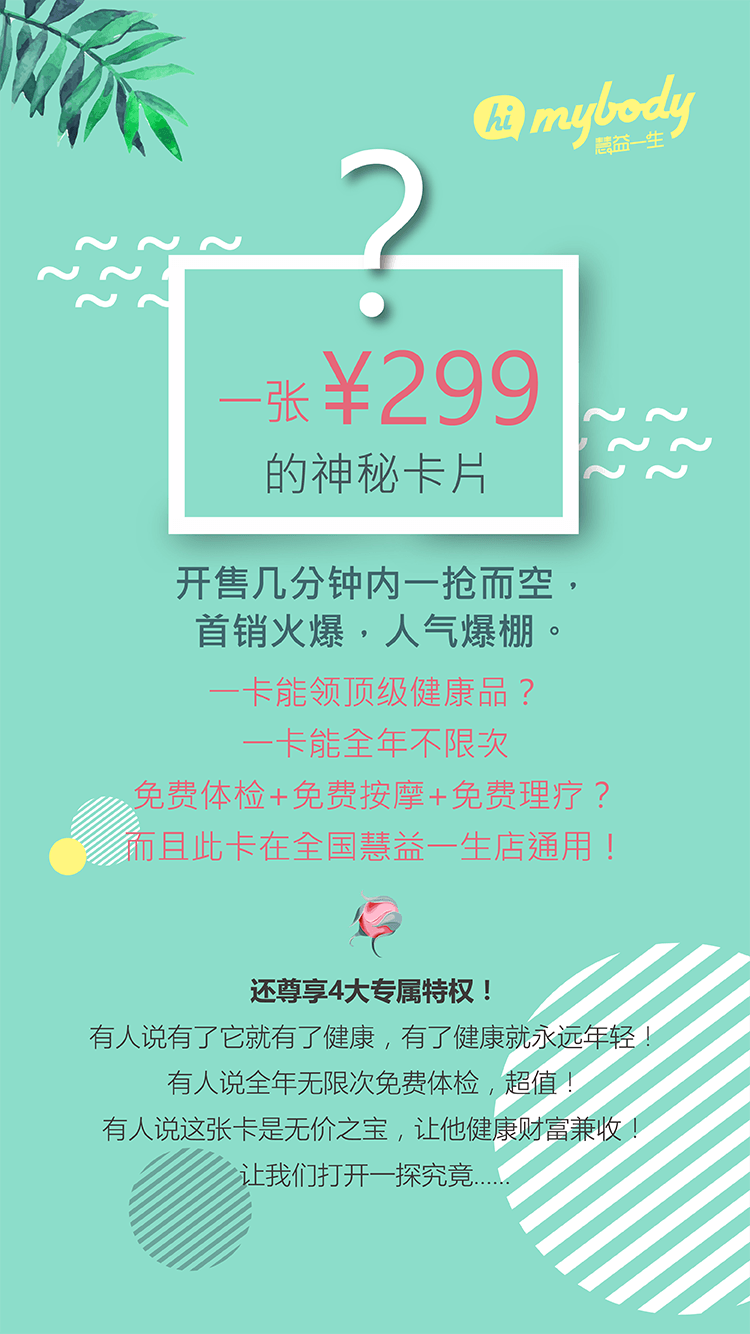 hi mybody
慧益一生
?
一张¥299
的神秘卡片
开售几分钟内一抢而空，
首销火爆，人气爆棚。
一卡能领顶级健康品？
一卡能全年不限次
免费体检+免费按摩+免费理疗？
而且此卡在全国慧益一生店通用！
还尊享4大专属特权！
有人说有了它就有了健康，有了健康就永远年轻！
有人说全年无限次免费体检，超值！
有人说这张卡是无价之宝，让他健康财富兼收！
让我们打开一探究竟......